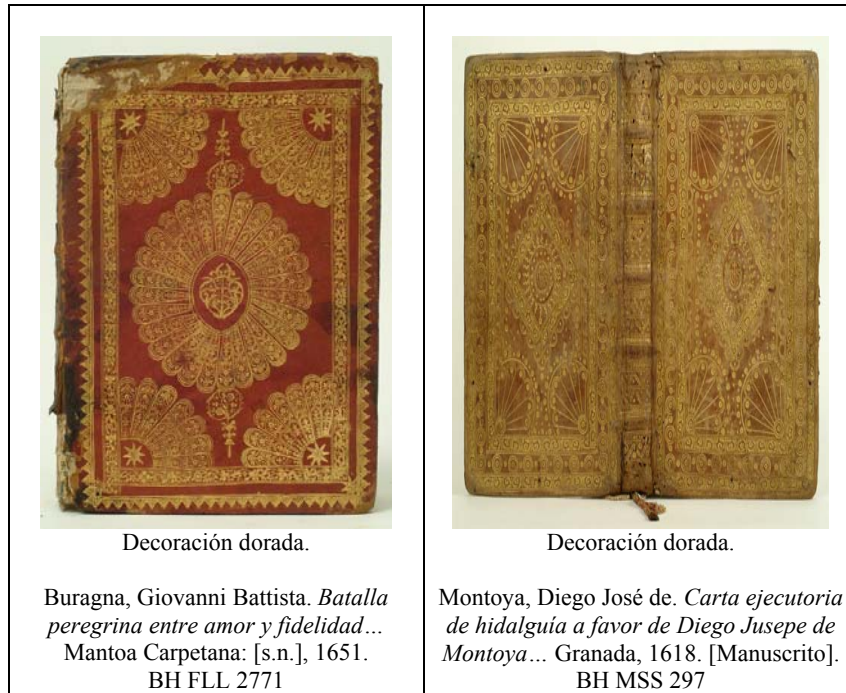 Decoración dorada.
Buragna, Giovanni Battista. Batalla
peregrina entre amor y fidelidad…
Mantoa Carpetana: [s.n.], 1651.
BH FLL 2771
Decoración dorada.
Montoya, Diego José de. Carta ejecutoria
de hidalguía a favor de Diego Jusepe de
Montoya… Granada, 1618. [Manuscrito].
BH MSS 297